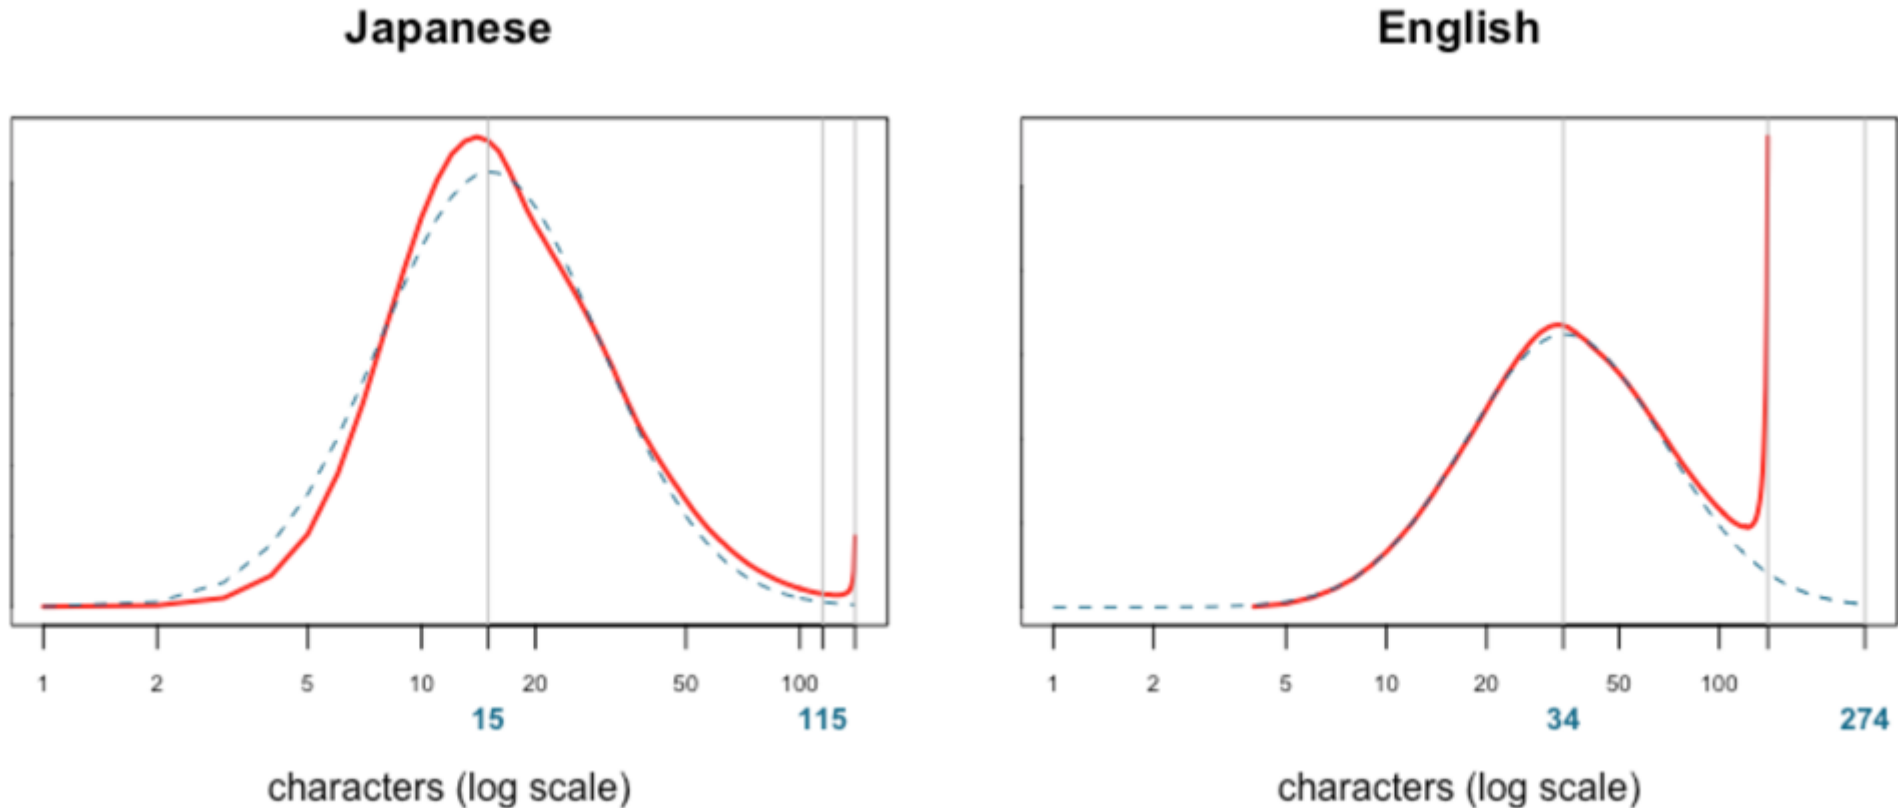 Japanese
1 2 5 10 20 50 100
15 115
characters (log scale)
English
1 2 5 10 20 50 100
34 274
characters (log scale)